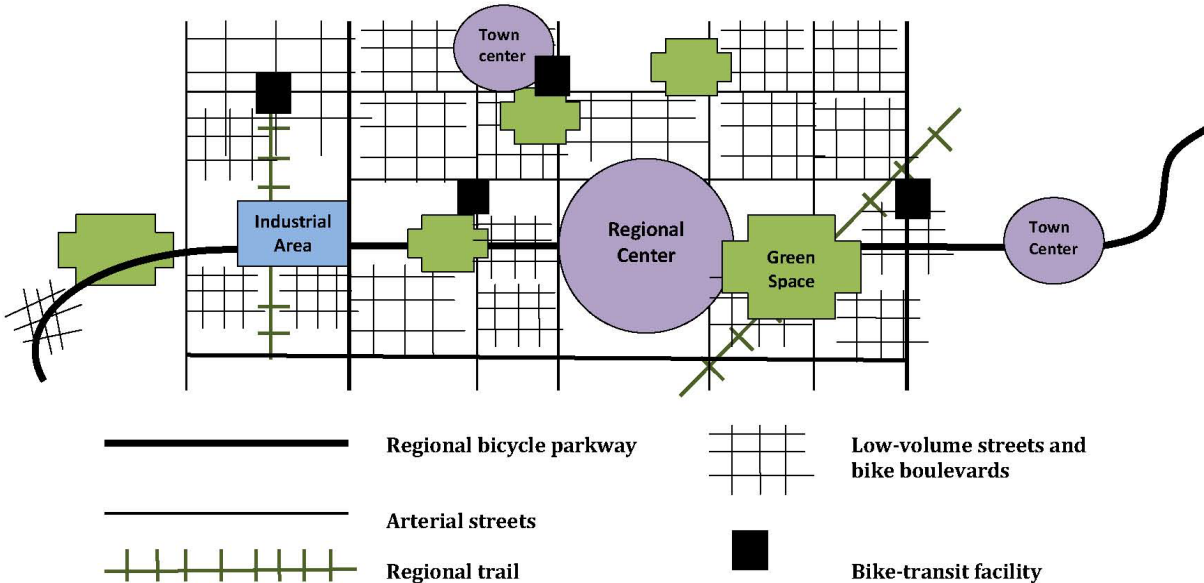 Town
center
Industrial
Area
Regional
Center
Green
Space
Town
Center
Regional bicycle parkway
Low-volume streets and
bike boulevards
Arterial streets
Regional trail
Bike-transit facility